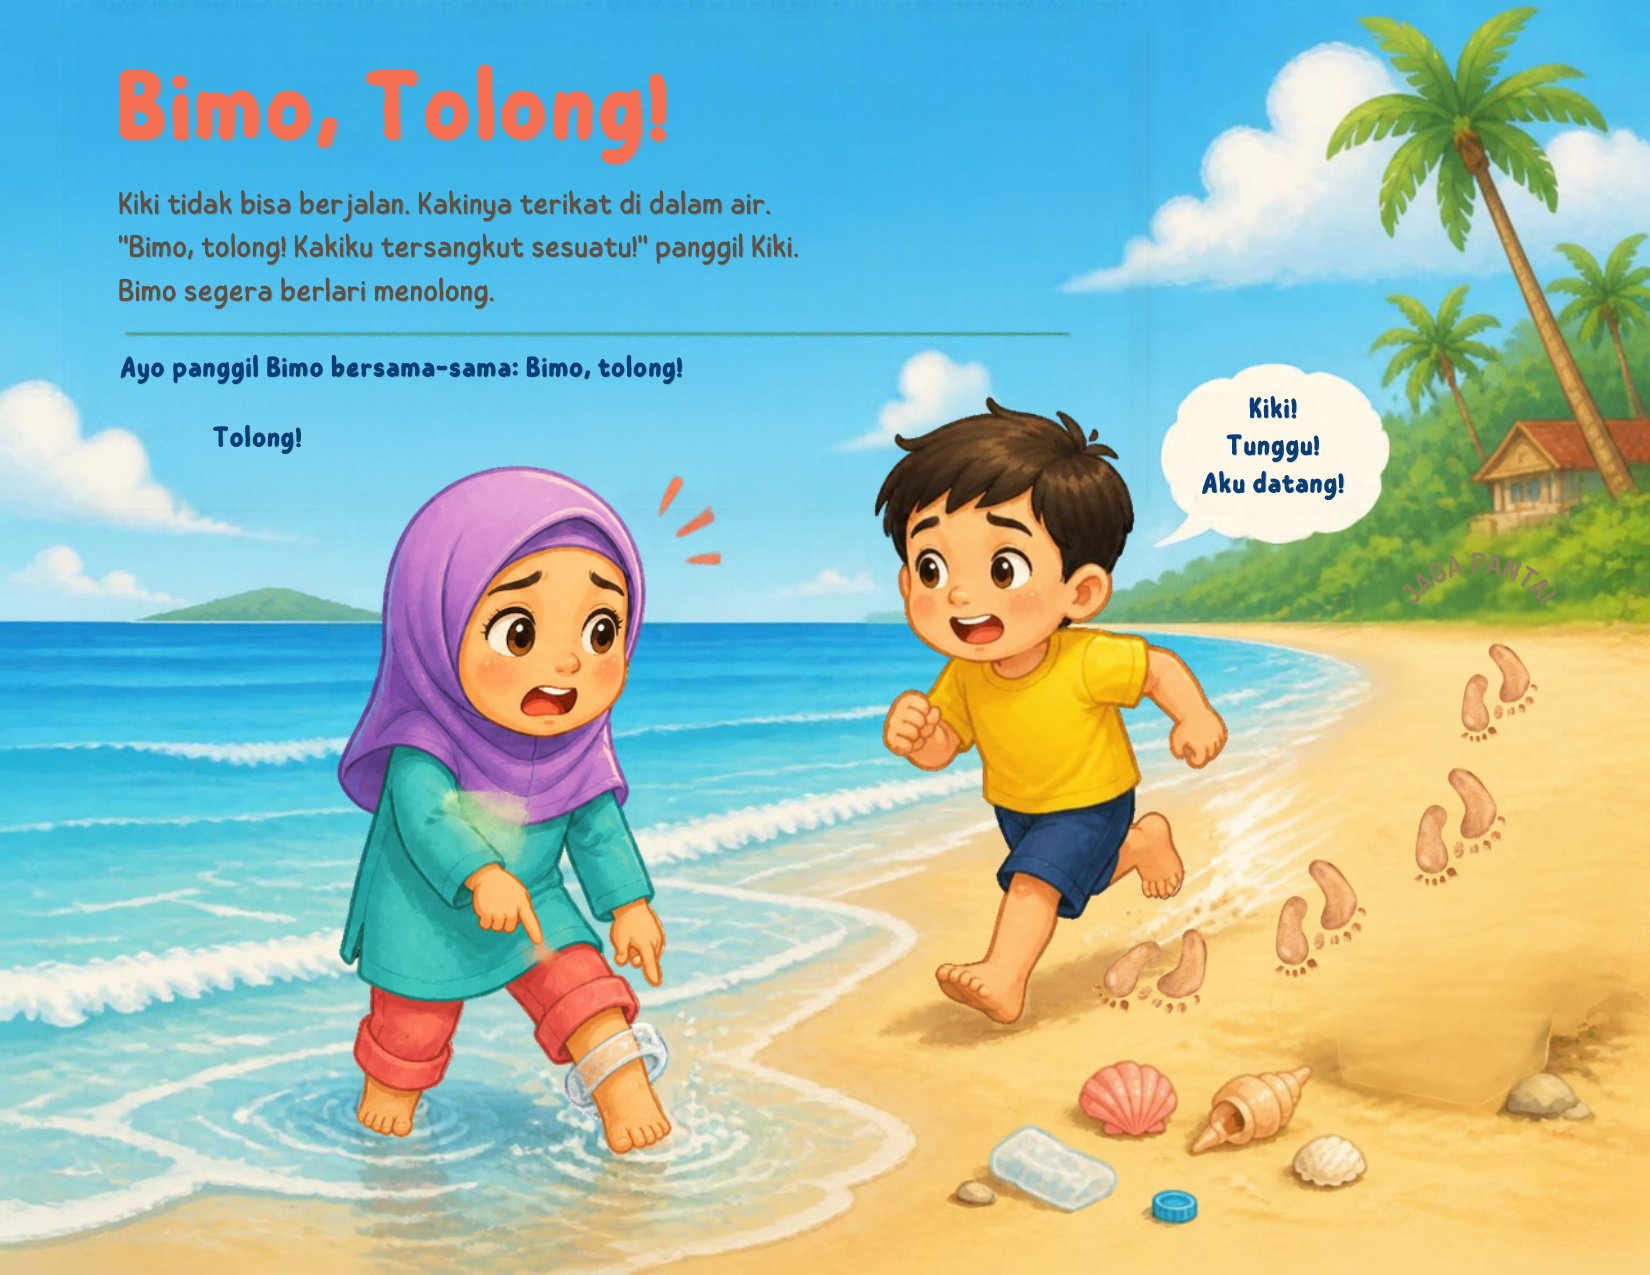 Bimo, Tolong!
Kiki tidak bisa berjalan. Kakinya terikat di dalam air.
"Bimo, tolong! Kakiku tersangkut sesuatu!" panggil Kiki.
Bimo segera berlari menolong.
Ayo panggil Bimo bersama-sama: Bimo, tolong!
Tolong!
Kiki!
Tunggu!
Aku datang!
JAGA PANTAI